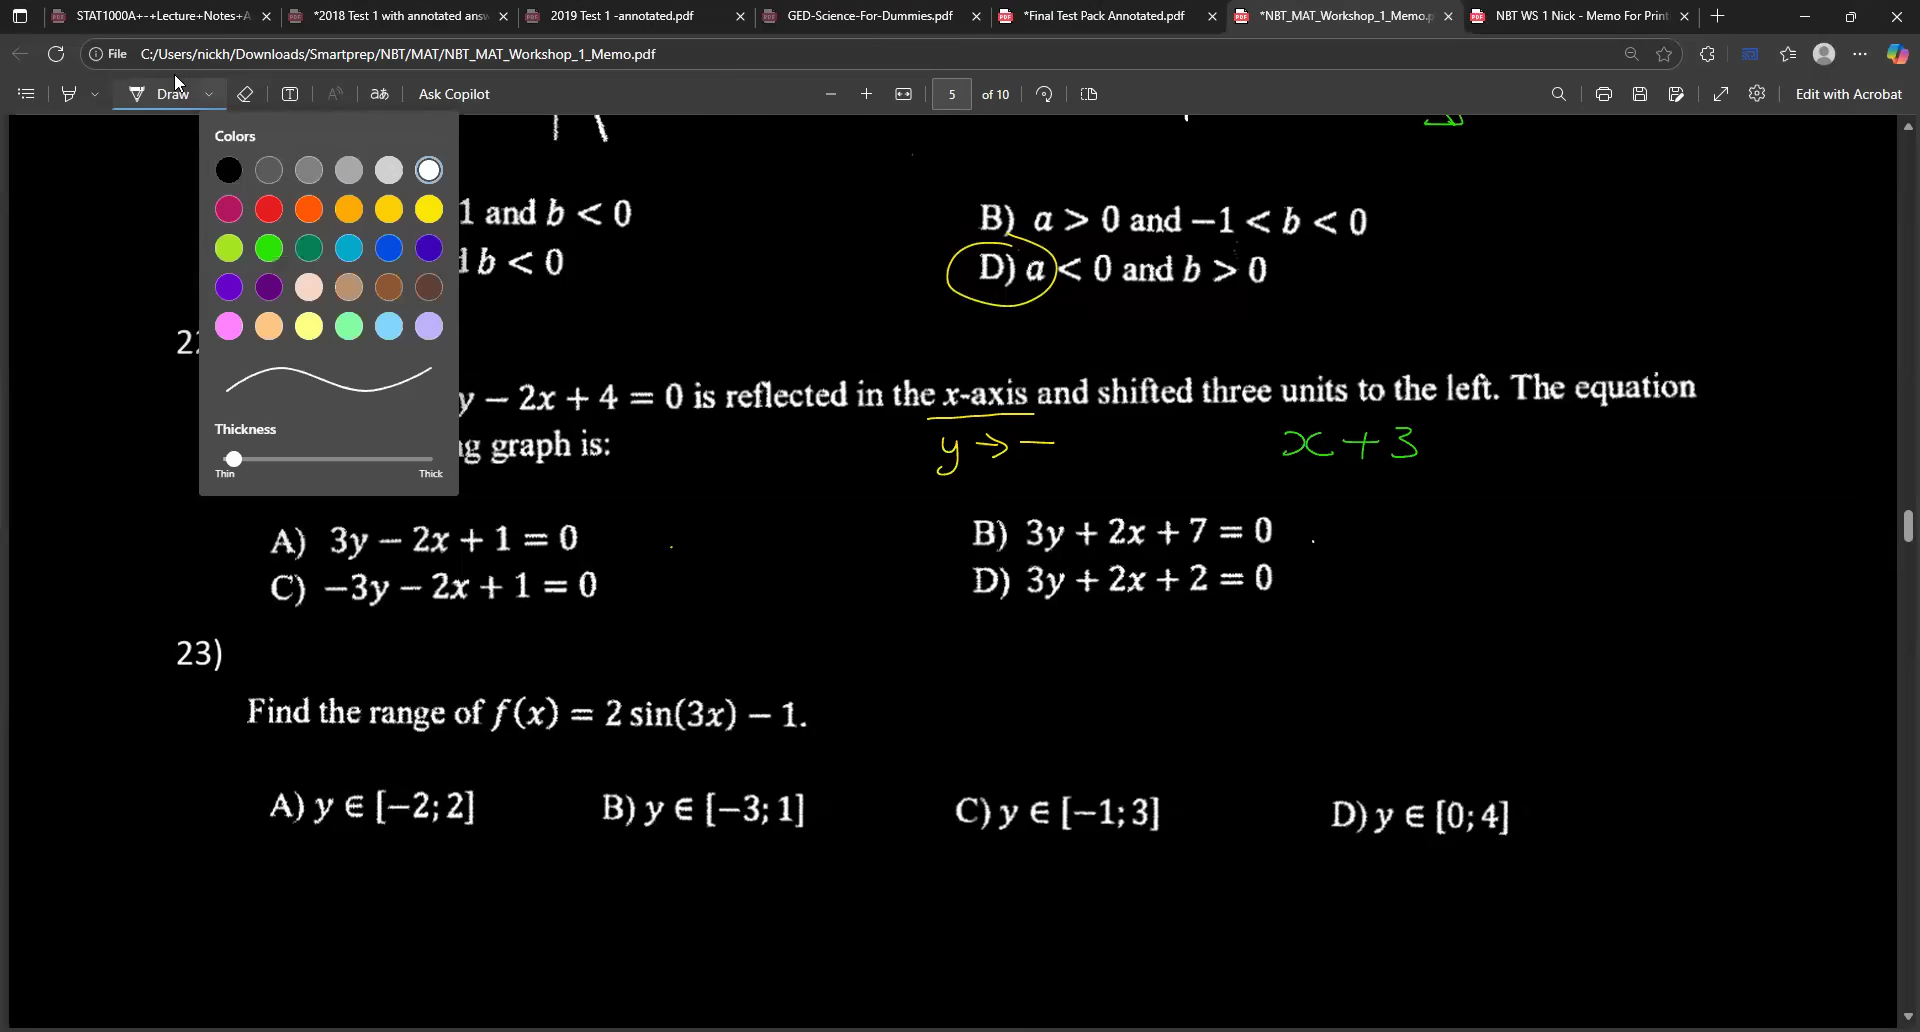 STAT1000A+-+Lecture+Notes+A
*2018 Test 1 with annotated answ
2019 Test 1 -annotated.pdf
GED-Science-For-Dummies.pdf
*Final Test Pack Annotated.pdf
*NBT_MAT_Workshop_1_Memo.p
NBT WS 1 Nick - Memo For Print
File C:/Users/nickh/Downloads/Smartprep/NBT/MAT/NBT_MAT_Workshop_1_Memo.pdf
Draw
aあ
Ask Copilot
5 of 10
Edit with Acrobat
Colors
Thickness
Thin Thick
1 and b < 0
B) a > 0 and −1 < b < 0
b < 0
D) a < 0 and b > 0
y − 2x + 4 = 0 is reflected in the x-axis and shifted three units to the left. The equation
graph is:
y → −
x + 3
A) 3y − 2x + 1 = 0
B) 3y + 2x + 7 = 0
C) −3y − 2x + 1 = 0
D) 3y + 2x + 2 = 0
23)
Find the range of f(x) = 2 sin(3x) − 1.
A) y ∈ [−2; 2]
B) y ∈ [−3; 1]
C) y ∈ [−1; 3]
D) y ∈ [0; 4]